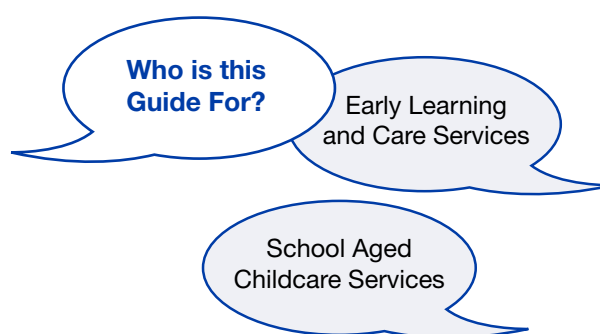 Who is this
Guide For?
Early Learning
and Care Services
School Aged
Childcare Services